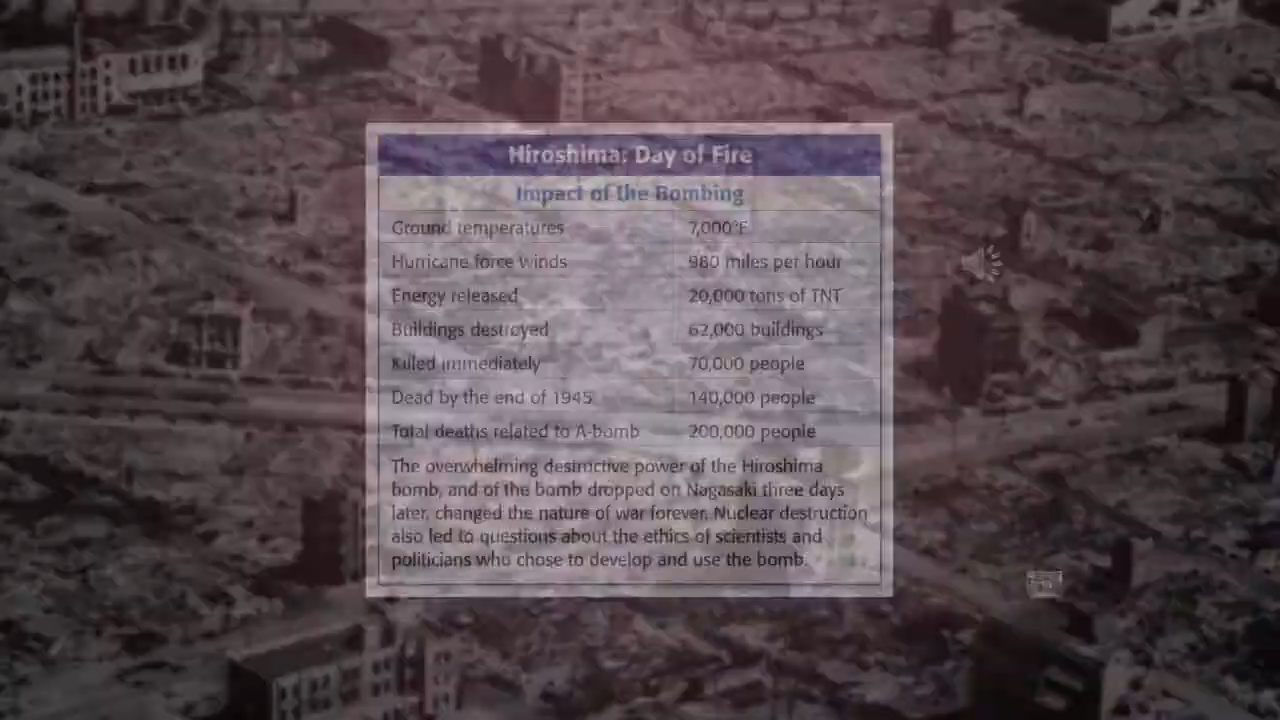 Hiroshima: Day of Fire
Impact of the Bombing
Ground temperatures 7,000°F
Hurricane force winds 980 miles per hour
Energy released 20,000 tons of TNT
Buildings destroyed 62,000 buildings
Killed immediately 70,000 people
Dead by the end of 1945 140,000 people
Total deaths related to A-bomb 200,000 people
The overwhelming destructive power of the Hiroshima
bomb, and of the bomb dropped on Nagasaki three days
later, changed the nature of war forever. Nuclear destruction
also led to questions about the ethics of scientists and
politicians who chose to develop and use the bomb.